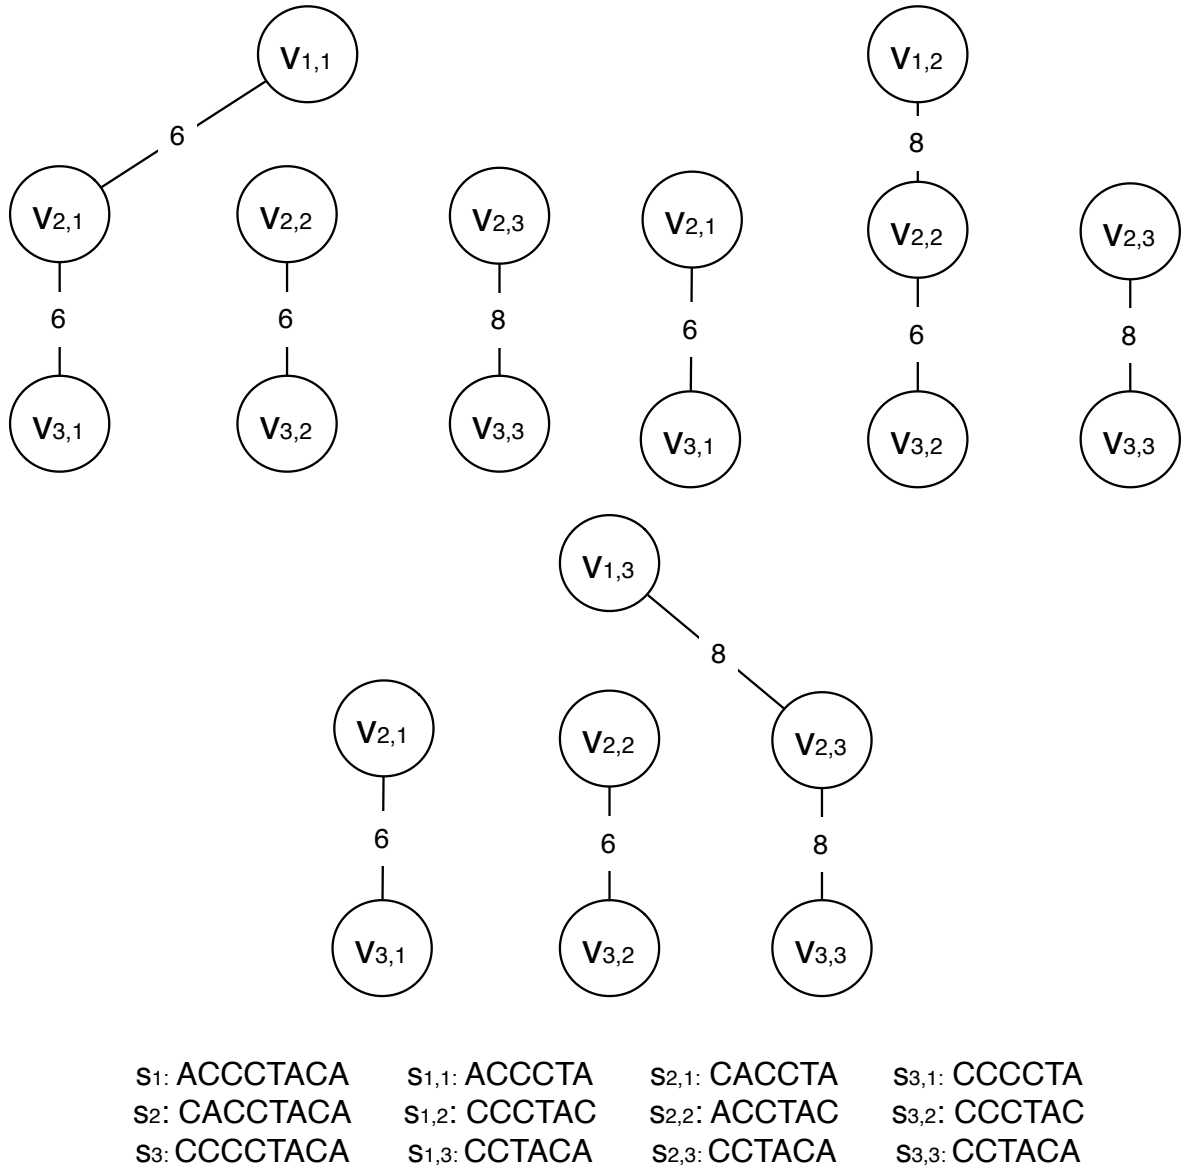 V1,1
V1,2
6
8
V2,1
V2,2
V2,3
V2,1
V2,2
V2,3
6
6
8
6
6
8
V3,1
V3,2
V3,3
V3,1
V3,2
V3,3
V1,3
8
V2,1
V2,2
V2,3
6
6
8
V3,1
V3,2
V3,3
S1: ACCCTACA S1,1: ACCCTA S2,1: CACCTA S3,1: CCCCTA
S2: CACCTACA S1,2: CCCTAC S2,2: ACCTAC S3,2: CCCTAC
S3: CCCCTACA S1,3: CCTACA S2,3: CCTACA S3,3: CCTACA